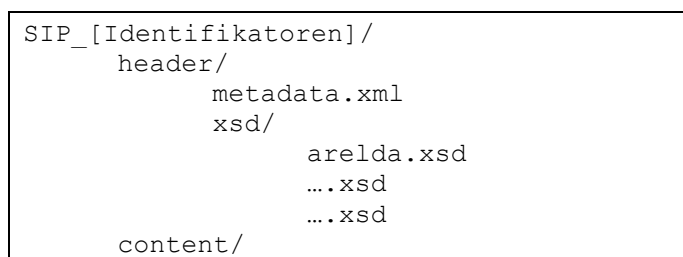 SIP_[Identifikatoren]/
header/
metadata.xml
xsd/
arelda.xsd
….xsd
….xsd
content/